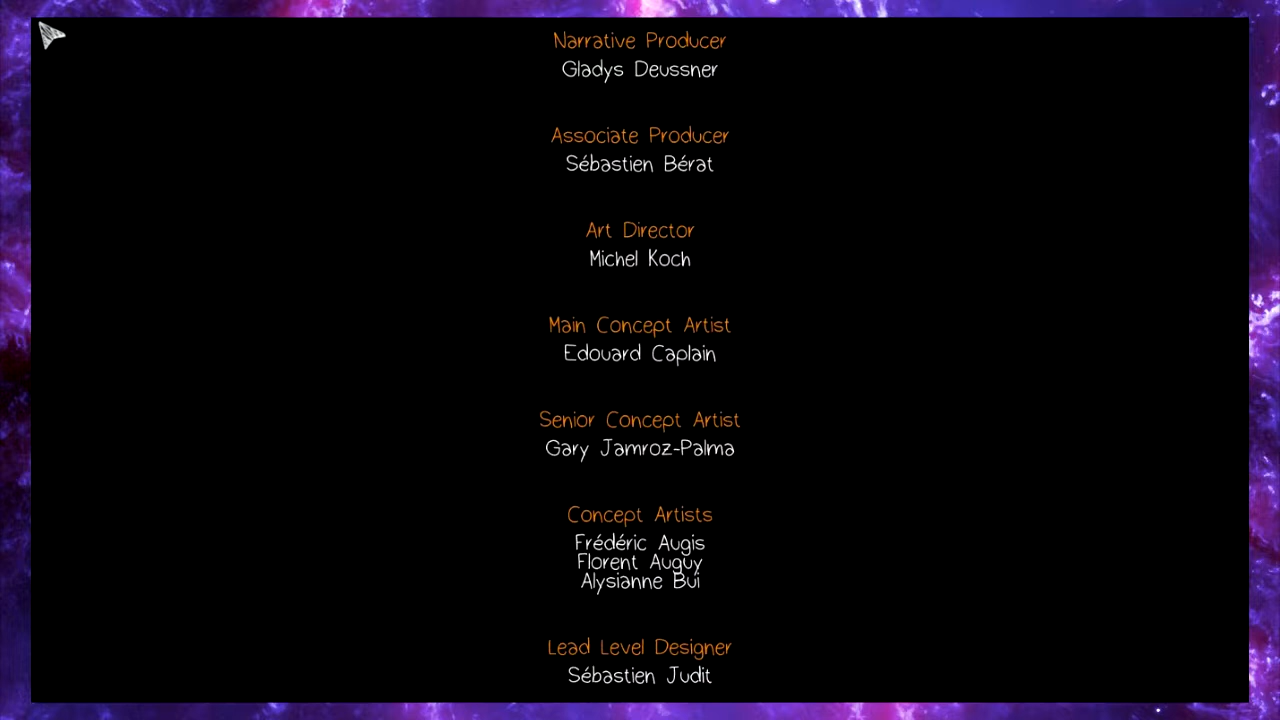 Narrative Producer
Gladys Deussner
Associate Producer
Sébastien Bérat
Art Director
Michel Koch
Main Concept Artist
Edouard Caplain
Senior Concept Artist
Gary Jamroz-Palma
Concept Artists
Frédéric Augis
Florent Auguy
Alysianne Bui
Lead Level Designer
Sébastien Judit